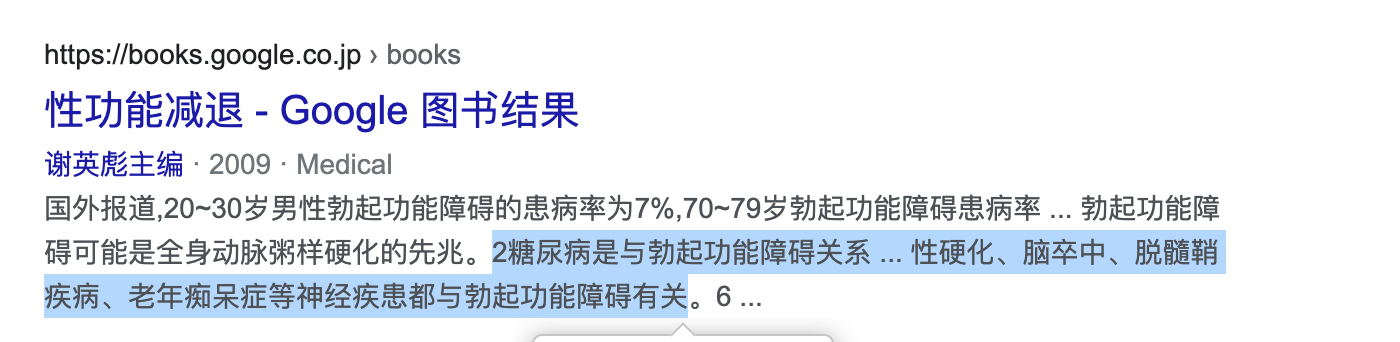 https://books.google.co.jp › books
性功能减退 - Google 图书结果
谢英彪主编 · 2009 · Medical
国外报道,20~30岁男性勃起功能障碍的患病率为7%,70~79岁勃起功能障碍患病率 ... 勃起功能障
碍可能是全身动脉粥样硬化的先兆。2糖尿病是与勃起功能障碍关系 ... 性硬化、脑卒中、脱髓鞘
疾病、老年痴呆症等神经疾患都与勃起功能障碍有关。6 ...